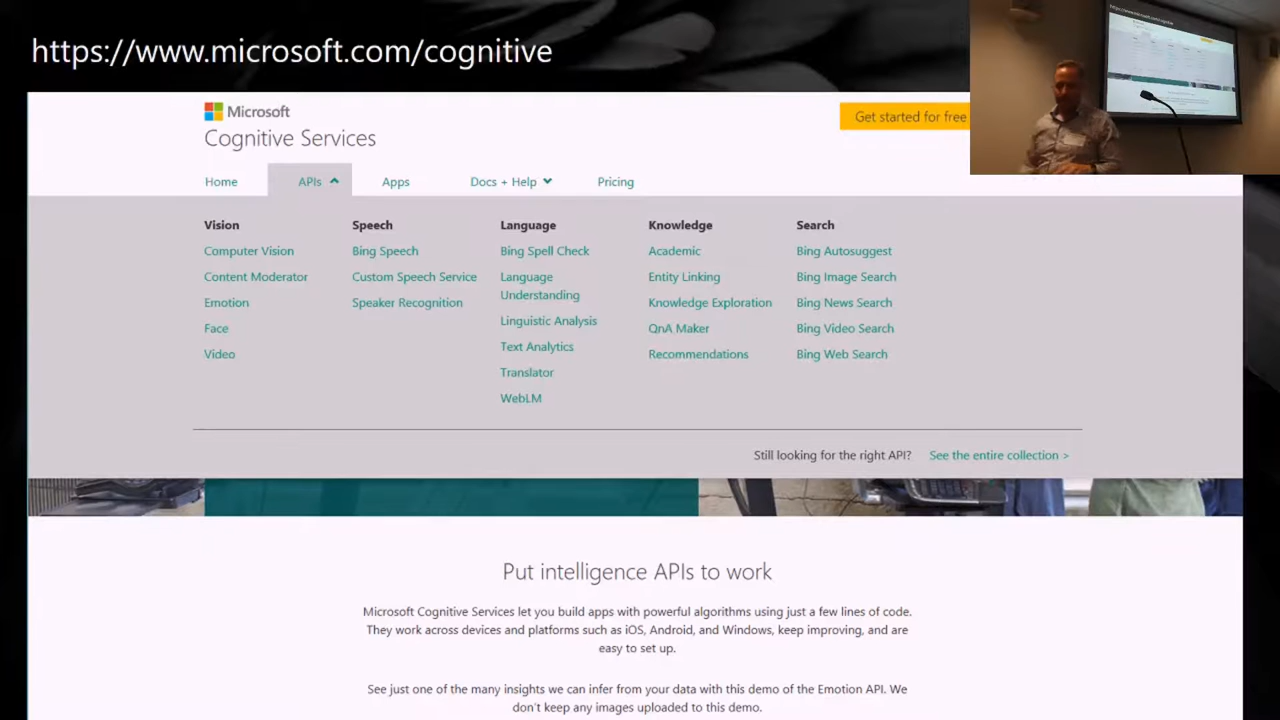 https://www.microsoft.com/cognitive
Microsoft
Cognitive Services
Get started for free
Home APIs Apps Docs + Help Pricing
Vision Speech Language Knowledge Search
Computer Vision Bing Speech Bing Spell Check Academic Bing Autosuggest
Content Moderator Custom Speech Service Language Entity Linking Bing Image Search
Understanding
Emotion Speaker Recognition Knowledge Exploration Bing News Search
Face Linguistic Analysis QnA Maker Bing Video Search
Video Text Analytics Recommendations Bing Web Search
Translator
WebLM
Still looking for the right API? See the entire collection >
Put intelligence APIs to work
Microsoft Cognitive Services let you build apps with powerful algorithms using just a few lines of code.
They work across devices and platforms such as iOS, Android, and Windows, keep improving, and are
easy to set up.
See just one of the many insights we can infer from your data with this demo of the Emotion API. We
don't keep any images uploaded to this demo.